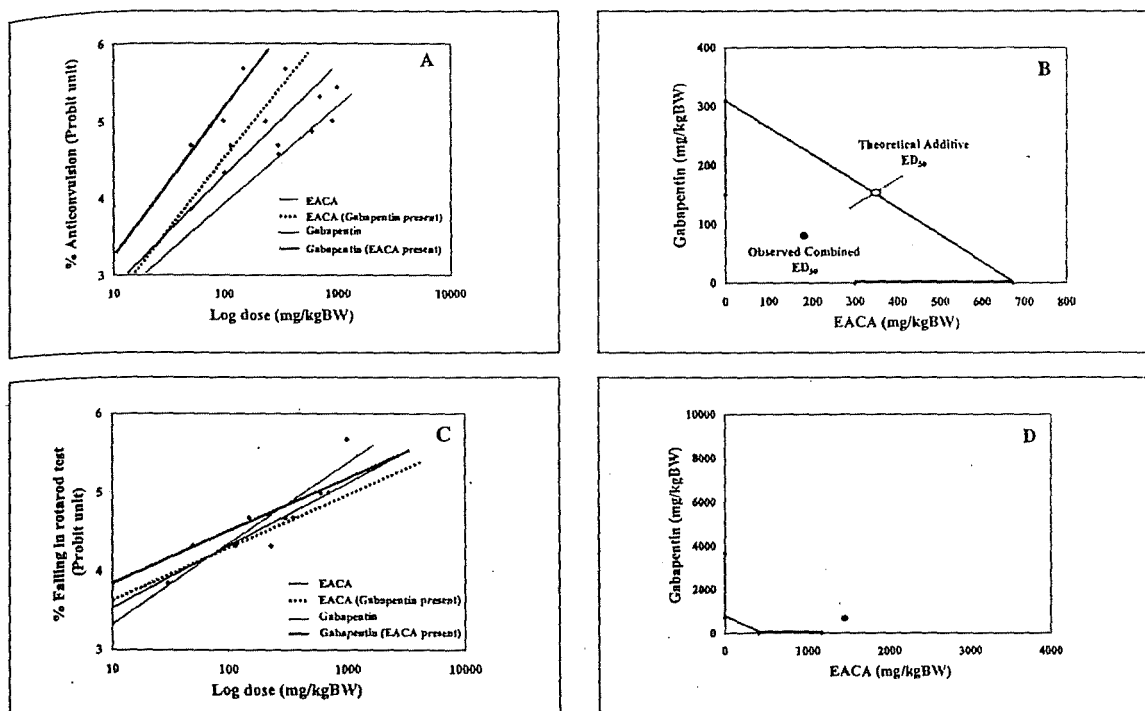 A
% Anticonvulsion (Probit unit)
6
5
4
3
10
100
1000
10000
EACA
EACA (Gabapentin present)
Gabapentin
Gabapentin (EACA present)
Log dose (mg/kgBW)
B
Gabapentin (mg/kgBW)
400
300
200
100
0
Theoretical Additive
ED50
Observed Combined
ED50
0
100
200
300
400
500
600
700
800
EACA (mg/kgBW)
C
% Falling in rotarod test
(Probit unit)
6
5
4
3
10
100
1000
10000
EACA
EACA (Gabapentin present)
Gabapentin
Gabapentin (EACA present)
Log dose (mg/kgBW)
D
Gabapentin (mg/kgBW)
10000
8000
6000
4000
2000
0
0
1000
2000
3000
4000
EACA (mg/kgBW)